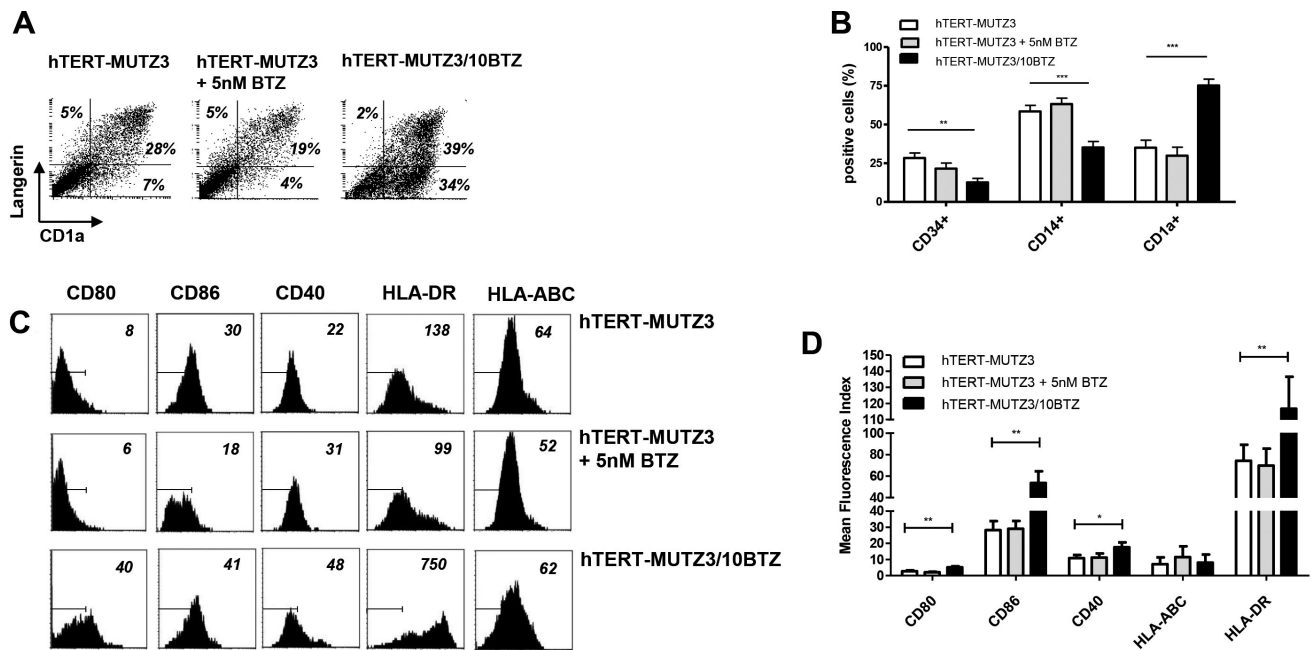 A
hTERT-MUTZ3
hTERT-MUTZ3
+ 5nM BTZ
hTERT-MUTZ3/10BTZ
5%
28%
7%
5%
19%
4%
2%
39%
34%
Langerin
CD1a
B
hTERT-MUTZ3
hTERT-MUTZ3 + 5nM BTZ
hTERT-MUTZ3/10BTZ
positive cells (%)
100
75
50
25
0
**
***
***
CD34+
CD14+
CD1a+
C
CD80
CD86
CD40
HLA-DR
HLA-ABC
8
30
22
138
64
hTERT-MUTZ3
6
18
31
99
52
hTERT-MUTZ3
+ 5nM BTZ
40
41
48
750
62
hTERT-MUTZ3/10BTZ
D
hTERT-MUTZ3
hTERT-MUTZ3 + 5nM BTZ
hTERT-MUTZ3/10BTZ
Mean Fluorescence Index
150
140
130
120
110
100
100
80
60
40
40
30
20
10
0
**
**
*
**
CD80
CD86
CD40
HLA-ABC
HLA-DR